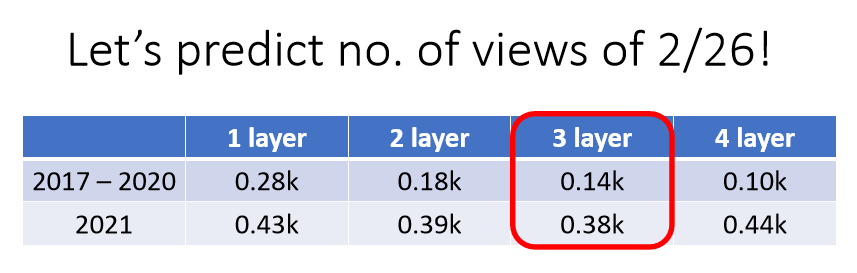 Let's predict no. of views of 2/26!
1 layer 2 layer 3 layer 4 layer
2017 – 2020 0.28k 0.18k 0.14k 0.10k
2021 0.43k 0.39k 0.38k 0.44k